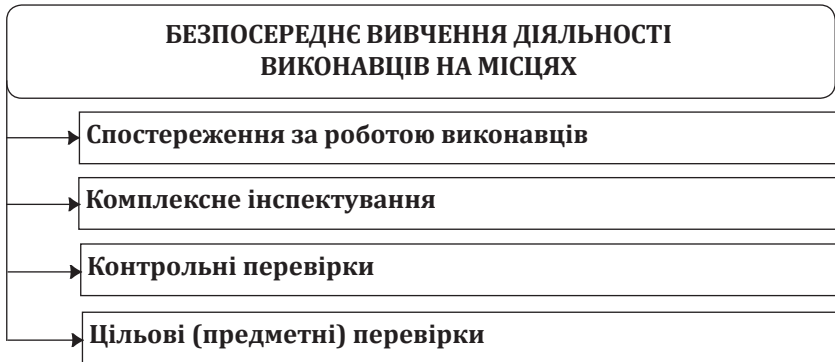 БЕЗПОСЕРЕДНЄ ВИВЧЕННЯ ДІЯЛЬНОСТІ
ВИКОНАВЦІВ НА МІСЦЯХ
Спостереження за роботою виконавців
Комплексне інспектування
Контрольні перевірки
Цільові (предметні) перевірки